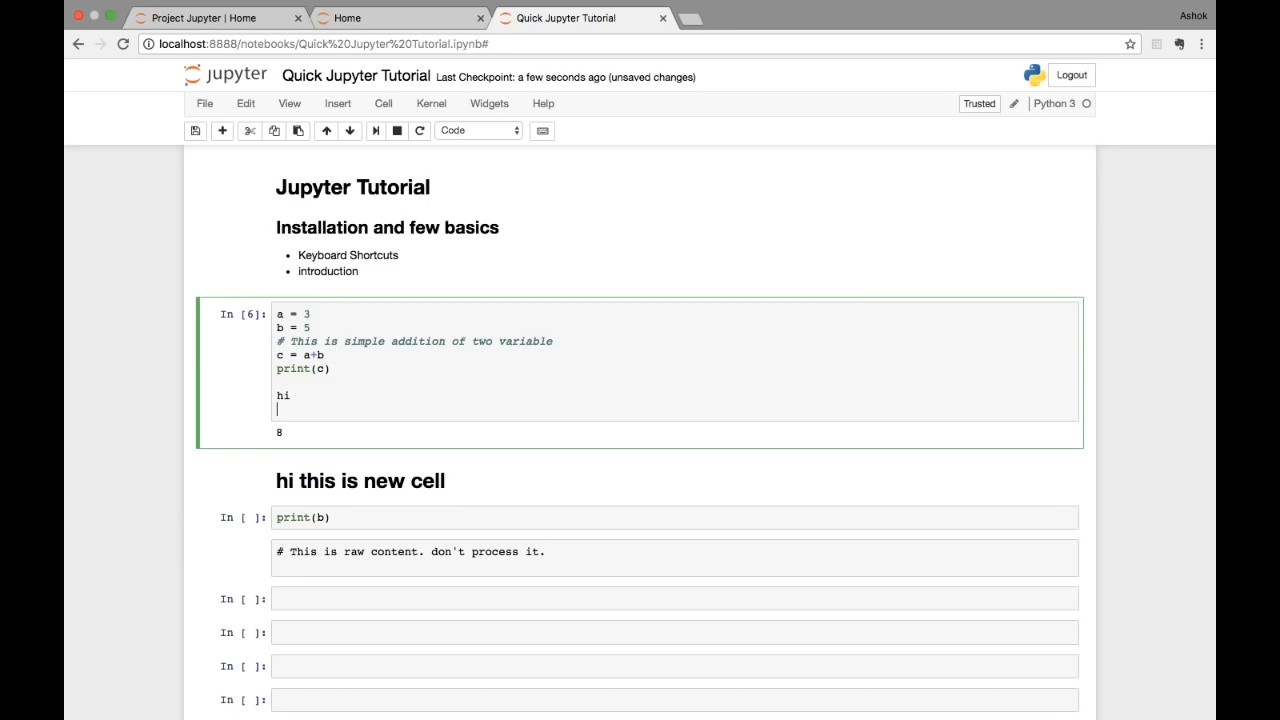 Project Jupyter | Home
Home
Quick Jupyter Tutorial
Ashok
localhost:8888/notebooks/Quick%20Jupyter%20Tutorial.ipynb#
jupyter
Quick Jupyter Tutorial Last Checkpoint: a few seconds ago (unsaved changes)
Logout
File Edit View Insert Cell Kernel Widgets Help
Trusted
Python 3
Code
Jupyter Tutorial
Installation and few basics
• Keyboard Shortcuts
• introduction
In [6]: a = 3
b = 5
# This is simple addition of two variable
c = a+b
print(c)
hi
8
hi this is new cell
In [ ]: print(b)
# This is raw content. don't process it.
In [ ]:
In [ ]:
In [ ]:
In [ ]: